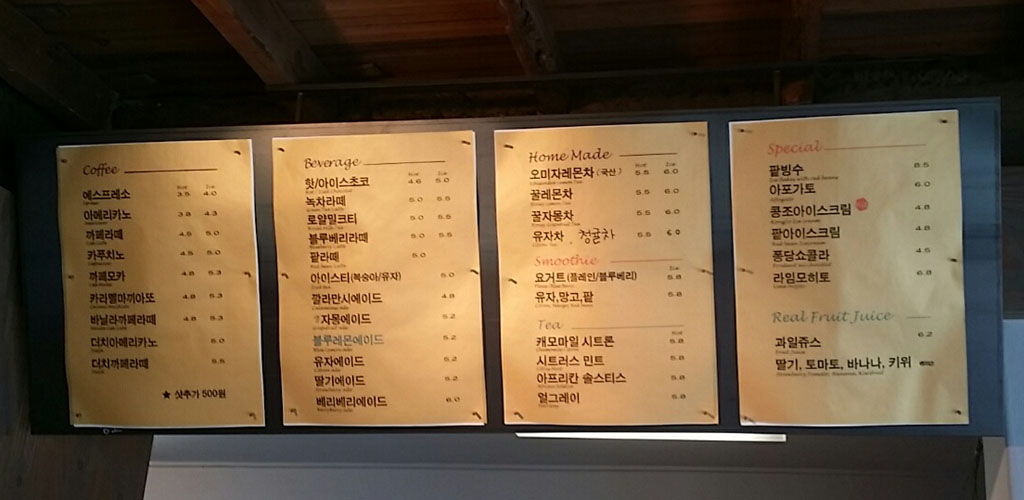 Coffee
Hot Ice
에스프레소 3.5 4.0
아메리카노 3.8 4.3
까페라떼 4.5 5.0
카푸치노 4.5 5.0
까페모카 4.8 5.3
카라멜마끼아또 4.8 5.3
바닐라까페라떼 4.8 5.3
더치아메리카노 5.0
더치까페라떼 5.5
★ 샷추가 500원
Beverage
Hot Ice
핫/아이스초코 4.5 5.0
녹차라떼 5.0 5.5
로얄밀크티 5.0 5.5
블루베리라떼 5.0 5.5
팥라떼 5.0
아이스티(복숭아/유자) 5.0
깔라만시에이드 4.8
자몽에이드 5.2
블루레몬에이드 5.2
유자에이드 5.2
딸기에이드 5.2
베리베리에이드 6.0
Home Made
Hot Ice
오미자레몬차(국산) 5.5 6.0
꿀레몬차 5.5 6.0
꿀자몽차 5.5 6.0
유자차, 청귤차 5.5 6.0
Smoothie
Ice
요거트(플레인/블루베리) 5.8
유자,망고,팥 5.8
Tea
캐모마일 시트론 5.8
시트러스 민트 5.8
아프리칸 솔스티스 5.8
얼그레이 5.8
Special
팥빙수 8.5
아포가토 6.0
콩조아이스크림 4.8
팥아이스크림 4.8
퐁당쇼콜라 4.5
라임모히토 6.8
Real Fruit Juice
과일쥬스 6.2
딸기, 토마토, 바나나, 키위